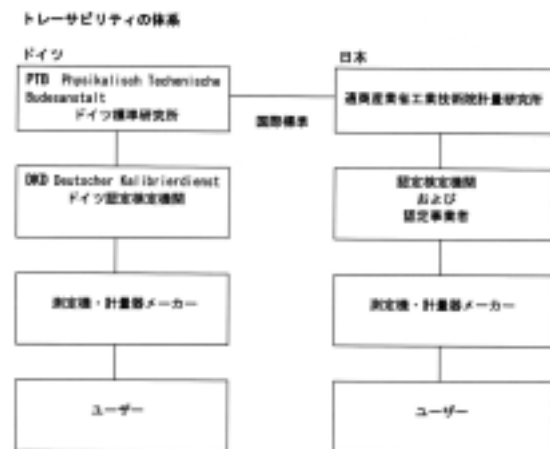 トレーサビリティの体系
ドイツ
PTB Physikalisch Techenische
Budesanstalt
ドイツ標準研究所
国際標準
DKD Deutscher Kalibrierdienst
ドイツ認定検定機関
測定機・計量器メーカー
ユーザー
日本
通商産業省工業技術院計量研究所
認定検定機関
および
認定事業者
測定機・計量器メーカー
ユーザー